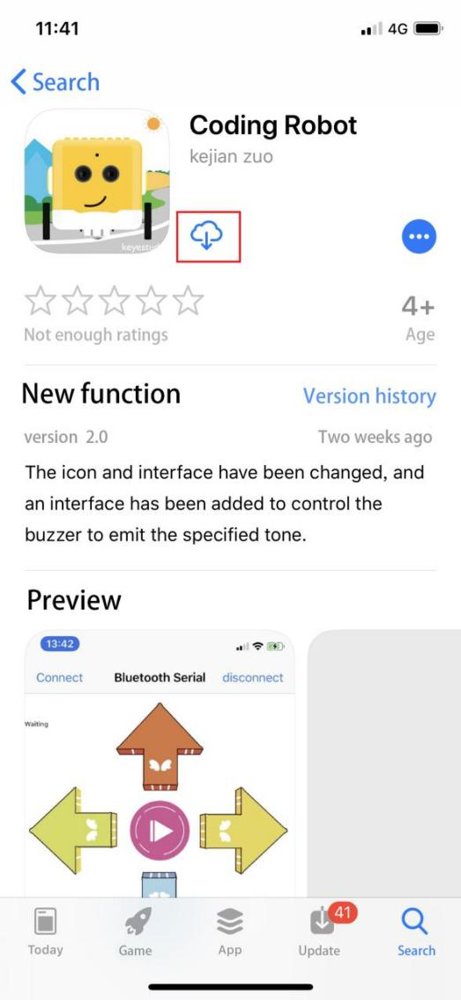 11:41
4G
Search
Coding Robot
kejian zuo
Not enough ratings
4+
Age
New function
Version history
version 2.0
Two weeks ago
The icon and interface have been changed, and
an interface has been added to control the
buzzer to emit the specified tone.
Preview
13:42
Connect
Bluetooth Serial
disconnect
Waiting
41
Today
Game
App
Update
Search